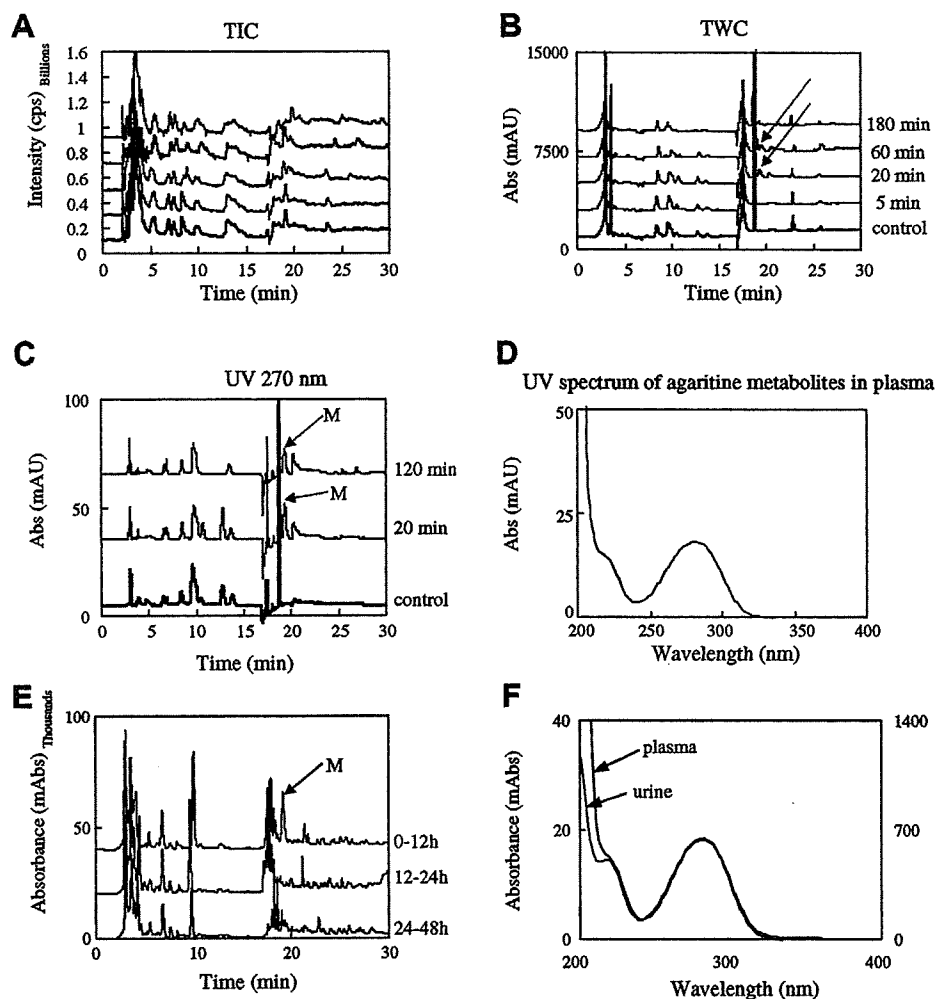 A
TIC
Intensity (cps) Billions
1.6
1.4
1.2
1.0
0.8
0.6
0.4
0.2
0
0 5 10 15 20 25 30
Time (min)
B
TWC
Abs (mAU)
15000
7500
0
180 min
60 min
20 min
5 min
control
0 5 10 15 20 25 30
Time (min)
C
UV 270 nm
Abs (mAU)
100
50
0
M
120 min
M
20 min
control
0 5 10 15 20 25 30
Time (min)
D
UV spectrum of agaritine metabolites in plasma
Abs (mAU)
50
25
0
200 250 300 350 400
Wavelength (nm)
E
Absorbance (mAbs) Thousands
100
50
0
M
0-12h
12-24h
24-48h
0 5 10 15 20 25 30
Time (min)
F
Absorbance (mAbs)
40
20
0
plasma
urine
1400
700
0
200 250 300 400
Wavelength (nm)